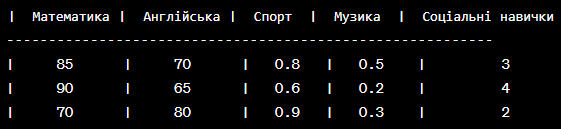 | Математика | Англійська | Спорт | Музика | Соціальні навички
-----------------------------------------------------------
| 85 | 70 | 0.8 | 0.5 | 3
| 90 | 65 | 0.6 | 0.2 | 4
| 70 | 80 | 0.9 | 0.3 | 2